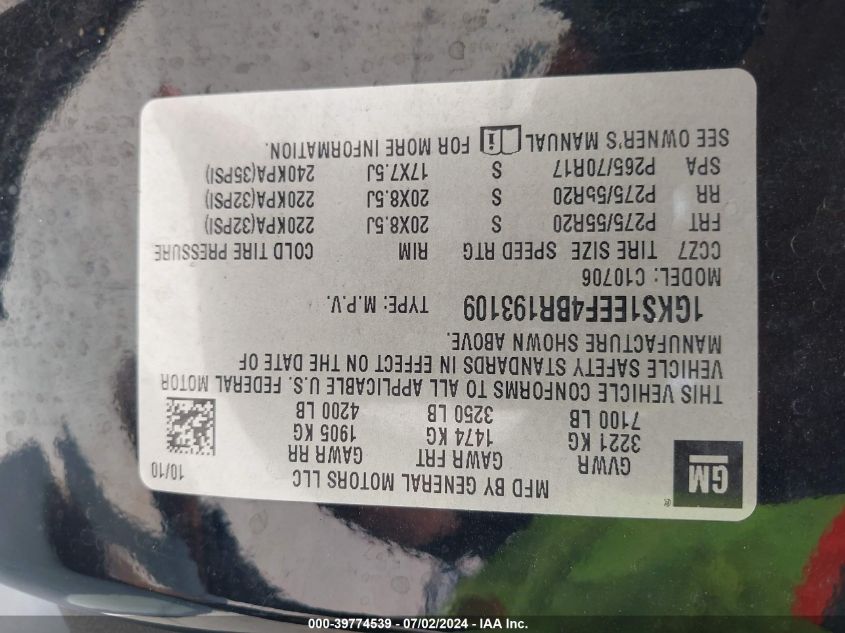 MFD BY GENERAL MOTORS LLC 10/10
GM ®
GVWR GAWR FRT GAWR RR
3221 KG 1474 KG 1905 KG
7100 LB 3250 LB 4200 LB
THIS VEHICLE CONFORMS TO ALL APPLICABLE U.S. FEDERAL MOTOR
VEHICLE SAFETY STANDARDS IN EFFECT ON THE DATE OF
MANUFACTURE SHOWN ABOVE.
1GKS1EEF4BR193109 TYPE: M.P.V.
MODEL: C10706
CCZ7 TIRE SIZE SPEED RTG RIM COLD TIRE PRESSURE
FRT P275/55R20 S 20X8.5J 220KPA(32PSI)
RR P275/55R20 S 20X8.5J 220KPA(32PSI)
SPA P265/70R17 S 17X7.5J 240KPA(35PSI)
SEE OWNER'S MANUAL i FOR MORE INFORMATION.
000-39774539 - 07/02/2024 - IAA Inc.